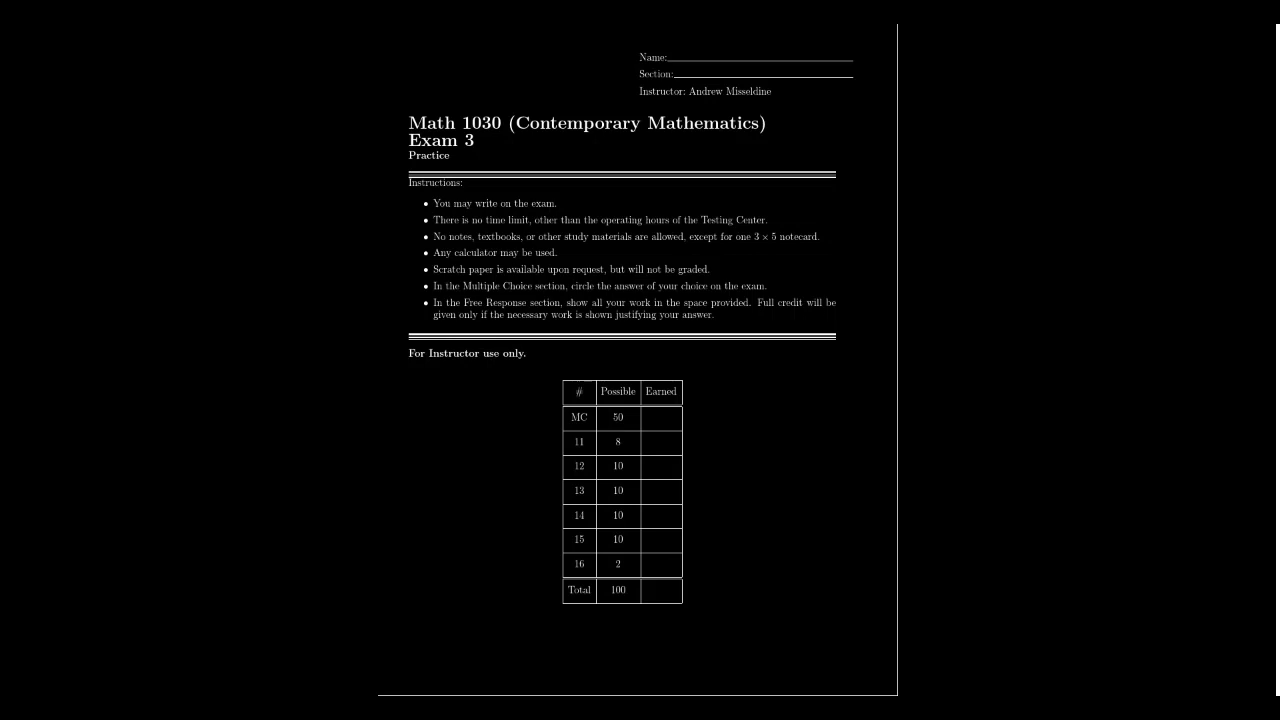 Name:
Section:
Instructor: Andrew Misseldine
Math 1030 (Contemporary Mathematics)
Exam 3
Practice
Instructions:
• You may write on the exam.
• There is no time limit, other than the operating hours of the Testing Center.
• No notes, textbooks, or other study materials are allowed, except for one 3 × 5 notecard.
• Any calculator may be used.
• Scratch paper is available upon request, but will not be graded.
• In the Multiple Choice section, circle the answer of your choice on the exam.
• In the Free Response section, show all your work in the space provided. Full credit will be
given only if the necessary work is shown justifying your answer.
For Instructor use only.
# Possible Earned
MC 50
11 8
12 10
13 10
14 10
15 10
16 2
Total 100